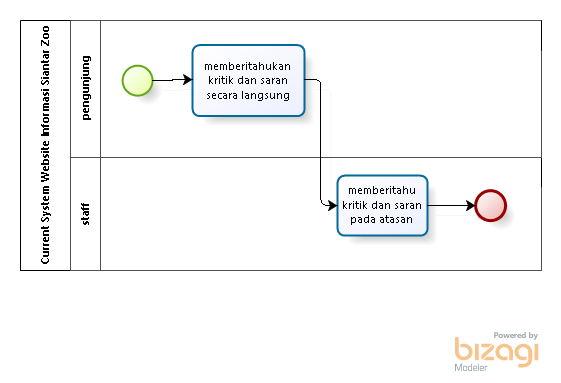 Current System Website Informasi Siantar Zoo
pengunjung
memberitahukan
kritik dan saran
secara langsung
staff
memberitahu
kritik dan saran
pada atasan
Powered by
bizagi
Modeler